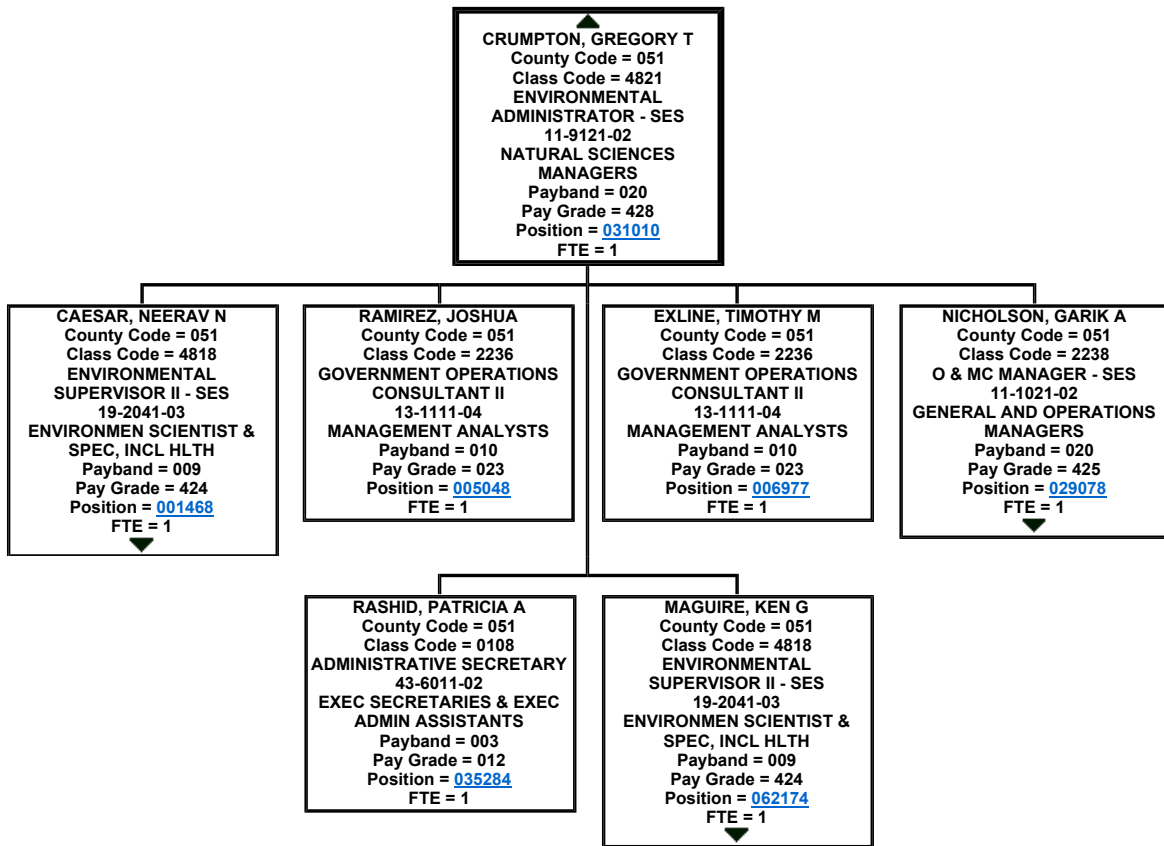 CRUMPTON, GREGORY T
County Code = 051
Class Code = 4821
ENVIRONMENTAL
ADMINISTRATOR - SES
11-9121-02
NATURAL SCIENCES
MANAGERS
Payband = 020
Pay Grade = 428
Position = 031010
FTE = 1
CAESAR, NEERAV N
County Code = 051
Class Code = 4818
ENVIRONMENTAL
SUPERVISOR II - SES
19-2041-03
ENVIRONMEN SCIENTIST &
SPEC, INCL HLTH
Payband = 009
Pay Grade = 424
Position = 001468
FTE = 1
RAMIREZ, JOSHUA
County Code = 051
Class Code = 2236
GOVERNMENT OPERATIONS
CONSULTANT II
13-1111-04
MANAGEMENT ANALYSTS
Payband = 010
Pay Grade = 023
Position = 005048
FTE = 1
EXLINE, TIMOTHY M
County Code = 051
Class Code = 2236
GOVERNMENT OPERATIONS
CONSULTANT II
13-1111-04
MANAGEMENT ANALYSTS
Payband = 010
Pay Grade = 023
Position = 006977
FTE = 1
NICHOLSON, GARIK A
County Code = 051
Class Code = 2238
O & MC MANAGER - SES
11-1021-02
GENERAL AND OPERATIONS
MANAGERS
Payband = 020
Pay Grade = 425
Position = 029078
FTE = 1
RASHID, PATRICIA A
County Code = 051
Class Code = 0108
ADMINISTRATIVE SECRETARY
43-6011-02
EXEC SECRETARIES & EXEC
ADMIN ASSISTANTS
Payband = 003
Pay Grade = 012
Position = 035284
FTE = 1
MAGUIRE, KEN G
County Code = 051
Class Code = 4818
ENVIRONMENTAL
SUPERVISOR II - SES
19-2041-03
ENVIRONMEN SCIENTIST &
SPEC, INCL HLTH
Payband = 009
Pay Grade = 424
Position = 062174
FTE = 1